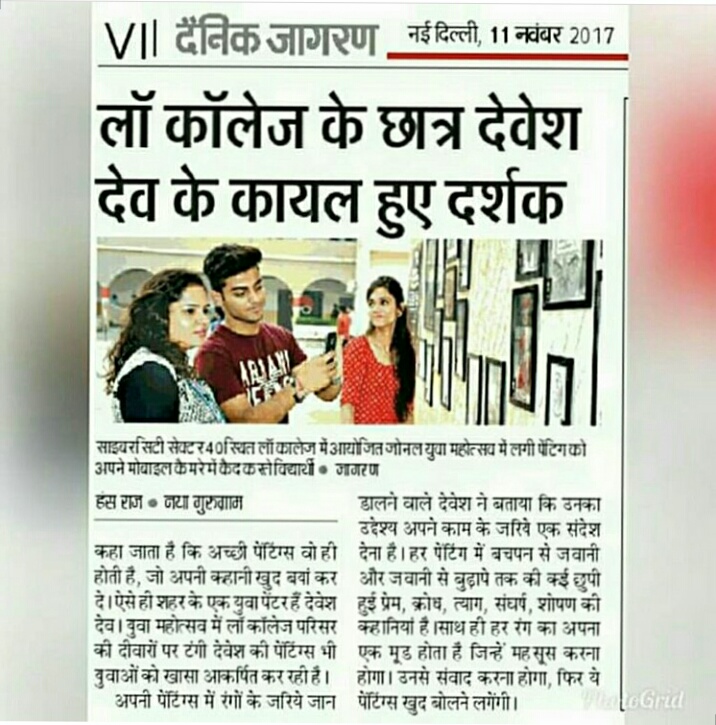 VII दैनिक जागरण नई दिल्ली, 11 नवंबर 2017
लॉ कॉलेज के छात्र देवेश
देव के कायल हुए दर्शक
साइबर सिटी सेक्टर 40 स्थित लॉ कालेज में आयोजित जोनल युवा महोत्सव में लगी पेंटिंग को
अपने मोबाइल कैमरे में कैद करते विद्यार्थी ● जागरण
हंस राज ● नया गुरुग्राम
कहा जाता है कि अच्छी पेंटिंग्स वो ही
होती है, जो अपनी कहानी खुद बयां कर
दे। ऐसे ही शहर के एक युवा पेंटर हैं देवेश
देव। युवा महोत्सव में लॉ कॉलेज परिसर
की दीवारों पर टंगी देवेश की पेंटिंग्स भी
युवाओं को खासा आकर्षित कर रही है।
अपनी पेंटिंग्स में रंगों के जरिये जान
डालने वाले देवेश ने बताया कि उनका
उद्देश्य अपने काम के जरिये एक संदेश
देना है। हर पेंटिंग में बचपन से जवानी
और जवानी से बुढ़ापे तक की कई छुपी
हुई प्रेम, क्रोध, त्याग, संघर्ष, शोषण की
कहानियां है। साथ ही हर रंग का अपना
एक मूड होता है जिन्हें महसूस करना
होगा। उनसे संवाद करना होगा, फिर ये
पेंटिंग्स खुद बोलने लगेंगी।
PhotoGrid